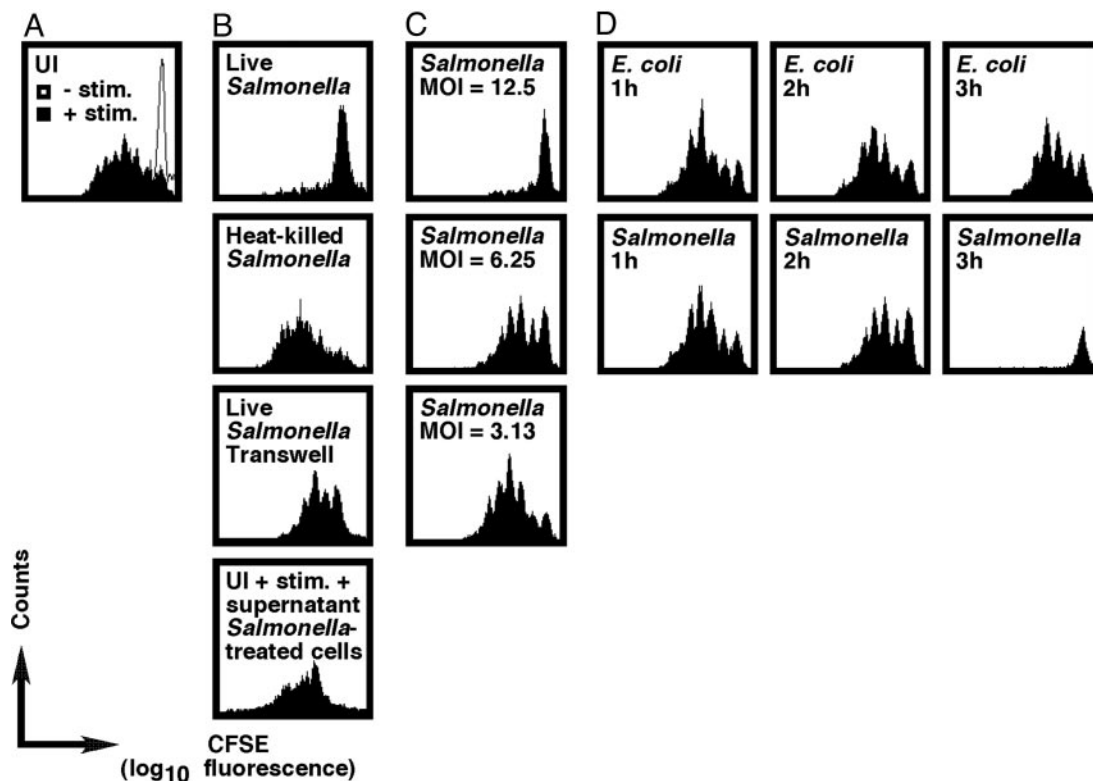 A
UI
- stim.
+ stim.
B
Live
Salmonella
Heat-killed
Salmonella
Live
Salmonella
Transwell
UI + stim. +
supernatant
Salmonella-
treated cells
C
Salmonella
MOI = 12.5
Salmonella
MOI = 6.25
Salmonella
MOI = 3.13
D
E. coli
1h
E. coli
2h
E. coli
3h
Salmonella
1h
Salmonella
2h
Salmonella
3h
Counts
CFSE
(log10 fluorescence)